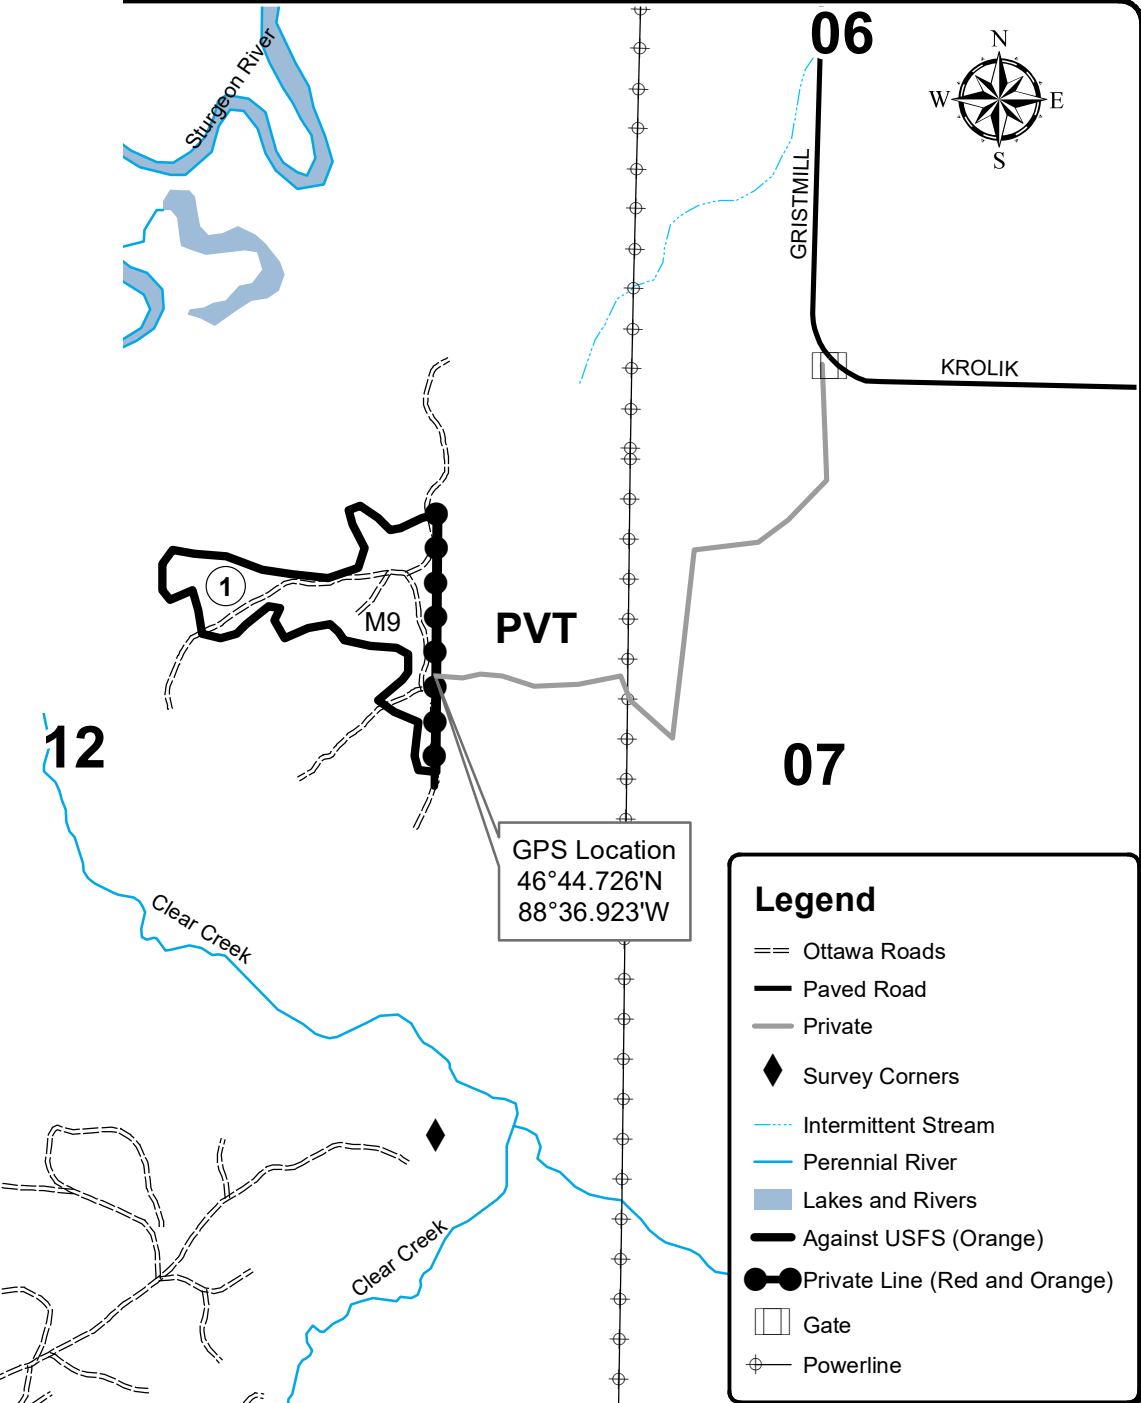 06
N
W
E
S
Sturgeon River
GRISTMILL
KROLIK
1
M9
PVT
12
07
GPS Location
46°44.726'N
88°36.923'W
Clear Creek
Clear Creek
Legend
Ottawa Roads
Paved Road
Private
Survey Corners
Intermittent Stream
Perennial River
Lakes and Rivers
Against USFS (Orange)
Private Line (Red and Orange)
Gate
Powerline